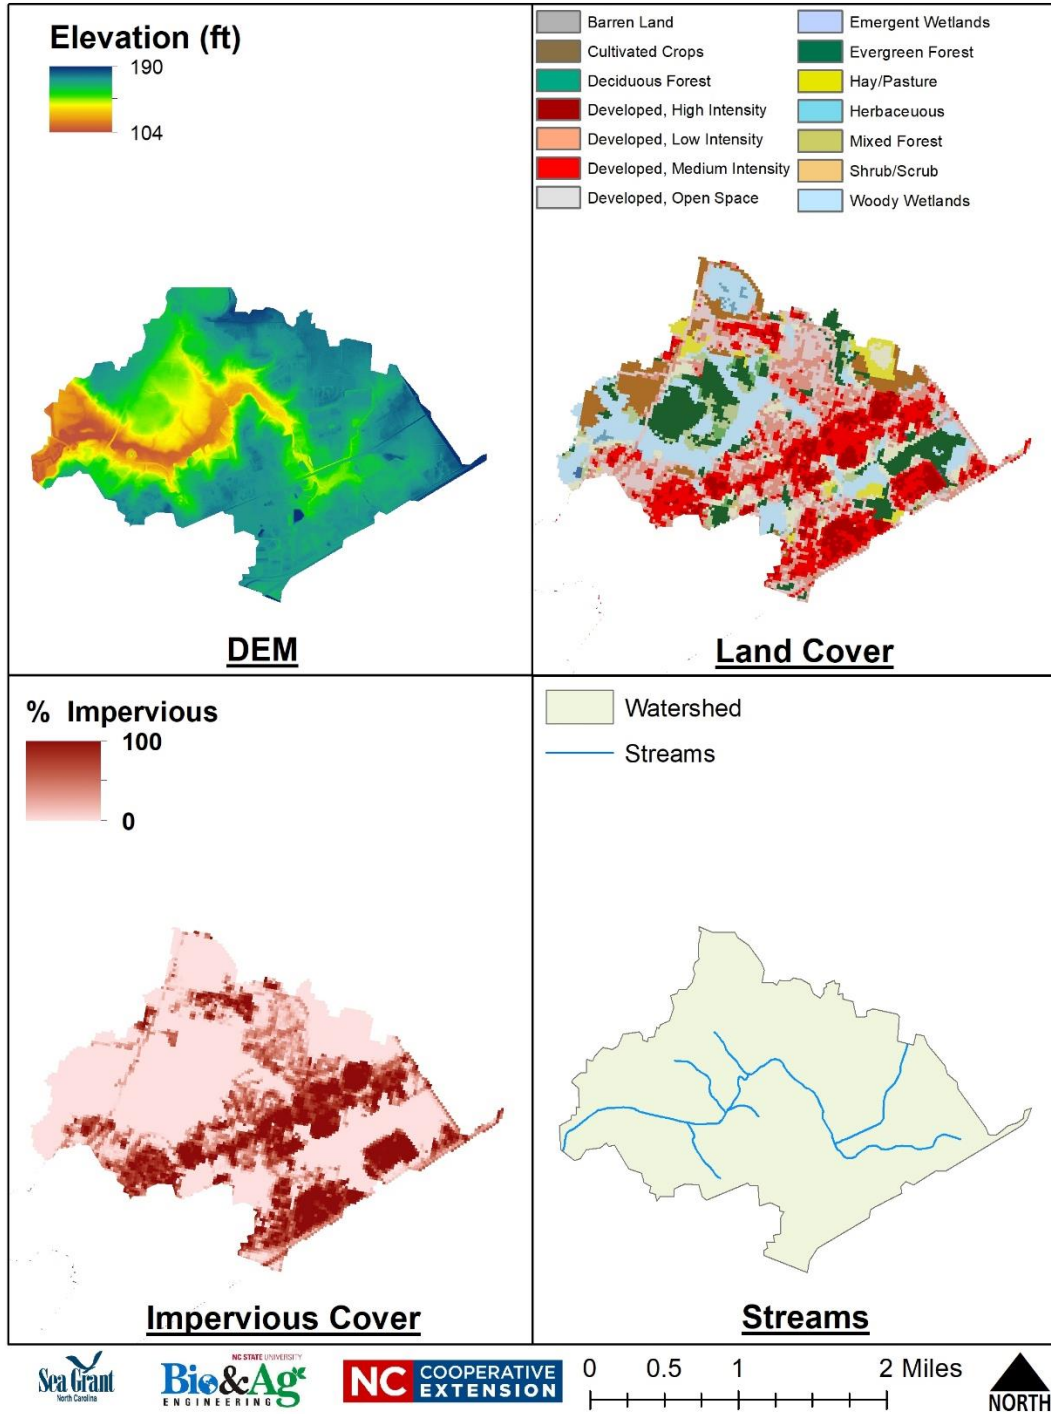 Elevation (ft)
190
104
DEM
Barren Land
Cultivated Crops
Deciduous Forest
Developed, High Intensity
Developed, Low Intensity
Developed, Medium Intensity
Developed, Open Space
Emergent Wetlands
Evergreen Forest
Hay/Pasture
Herbaceuous
Mixed Forest
Shrub/Scrub
Woody Wetlands
Land Cover
% Impervious
100
0
Impervious Cover
Watershed
Streams
Streams
Sea Grant
North Carolina
NC STATE UNIVERSITY
Bio&Ag
ENGINEERING
NC COOPERATIVE
EXTENSION
0 0.5 1 2 Miles
NORTH